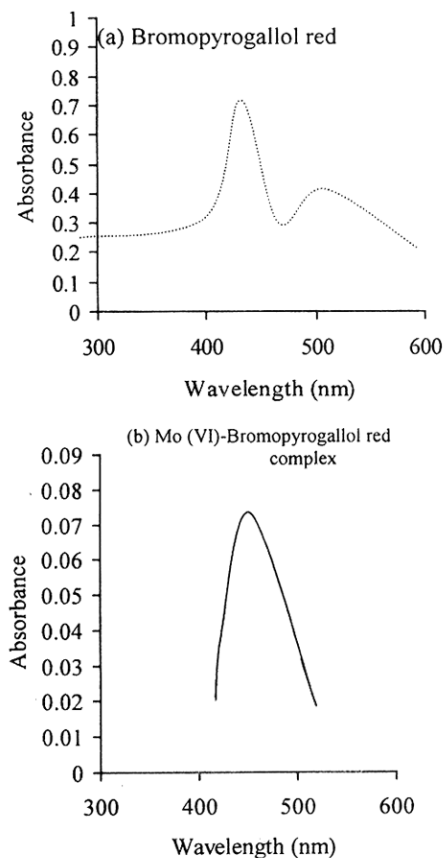 (a) Bromopyrogallol red
1
0.9
0.8
0.7
0.6
0.5
0.4
0.3
0.2
0.1
0
Absorbance
300 400 500 600
Wavelength (nm)
(b) Mo (VI)-Bromopyrogallol red
complex
0.09
0.08
0.07
0.06
0.05
0.04
0.03
0.02
0.01
0
Absorbance
300 400 500 600
Wavelength (nm)